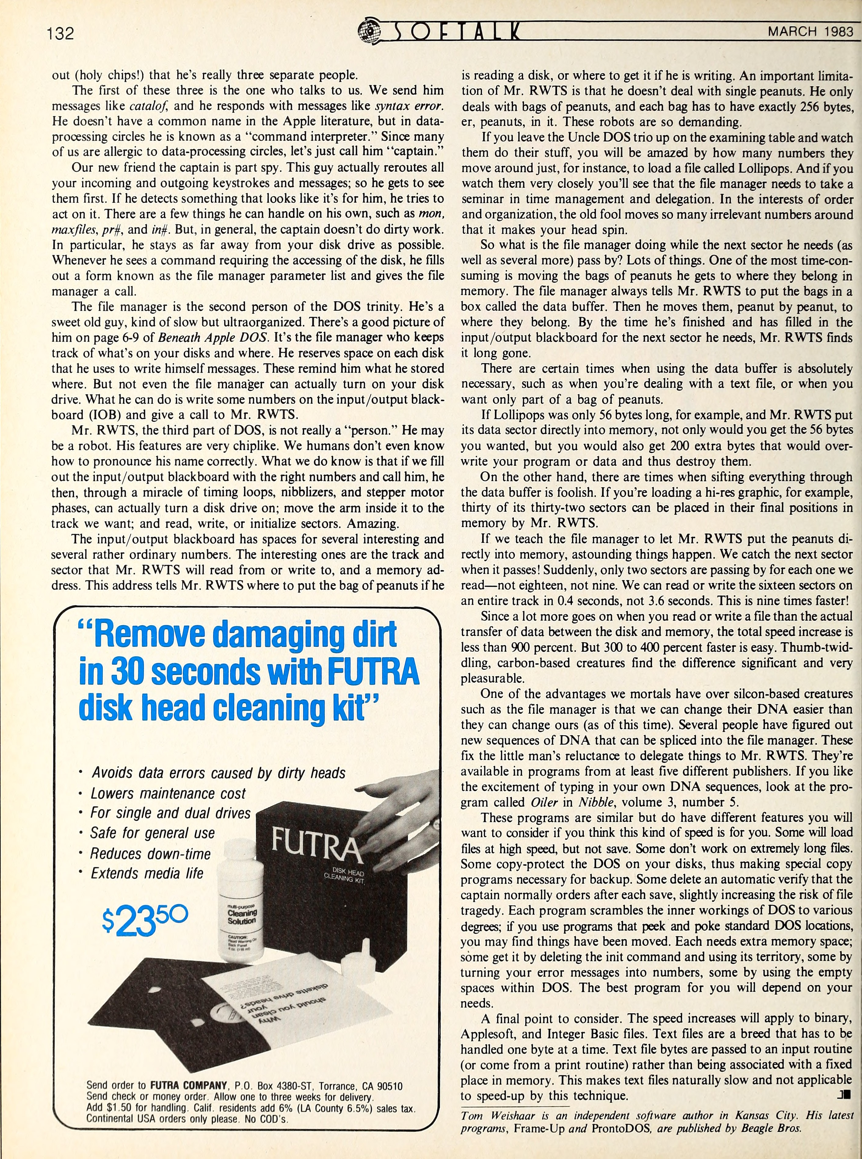 132
SOFTALK
MARCH 1983
out (holy chips!) that he's really three separate people.
The first of these three is the one who talks to us. We send him
messages like catalof, and he responds with messages like syntax error.
He doesn't have a common name in the Apple literature, but in data-
processing circles he is known as a "command interpreter." Since many
of us are allergic to data-processing circles, let's just call him "captain."
Our new friend the captain is part spy. This guy actually reroutes all
your incoming and outgoing keystrokes and messages; so he gets to see
them first. If he detects something that looks like it's for him, he tries to
act on it. There are a few things he can handle on his own, such as mon,
maxfiles, pr#, and in#. But, in general, the captain doesn't do dirty work.
In particular, he stays as far away from your disk drive as possible.
Whenever he sees a command requiring the accessing of the disk, he fills
out a form known as the file manager parameter list and gives the file
manager a call.
The file manager is the second person of the DOS trinity. He's a
sweet old guy, kind of slow but ultraorganized. There's a good picture of
him on page 6-9 of Beneath Apple DOS. It's the file manager who keeps
track of what's on your disks and where. He reserves space on each disk
that he uses to write himself messages. These remind him what he stored
where. But not even the file manager can actually turn on your disk
drive. What he can do is write some numbers on the input/output black-
board (IOB) and give a call to Mr. RWTS.
Mr. RWTS, the third part of DOS, is not really a "person." He may
be a robot. His features are very chiplike. We humans don't even know
how to pronounce his name correctly. What we do know is that if we fill
out the input/output blackboard with the right numbers and call him, he
then, through a miracle of timing loops, nibblizers, and stepper motor
phases, can actually turn a disk drive on; move the arm inside it to the
track we want; and read, write, or initialize sectors. Amazing.
The input/output blackboard has spaces for several interesting and
several rather ordinary numbers. The interesting ones are the track and
sector that Mr. RWTS will read from or write to, and a memory ad-
dress. This address tells Mr. RWTS where to put the bag of peanuts if he
is reading a disk, or where to get it if he is writing. An important limita-
tion of Mr. RWTS is that he doesn't deal with single peanuts. He only
deals with bags of peanuts, and each bag has to have exactly 256 bytes,
er, peanuts, in it. These robots are so demanding.
If you leave the Uncle DOS trio up on the examining table and watch
them do their stuff, you will be amazed by how many numbers they
move around just, for instance, to load a file called Lollipops. And if you
watch them very closely you'll see that the file manager needs to take a
seminar in time management and delegation. In the interests of order
and organization, the old fool moves so many irrelevant numbers around
that it makes your head spin.
So what is the file manager doing while the next sector he needs (as
well as several more) pass by? Lots of things. One of the most time-con-
suming is moving the bags of peanuts he gets to where they belong in
memory. The file manager always tells Mr. RWTS to put the bags in a
box called the data buffer. Then he moves them, peanut by peanut, to
where they belong. By the time he's finished and has filled in the
input/output blackboard for the next sector he needs, Mr. RWTS finds
it long gone.
There are certain times when using the data buffer is absolutely
necessary, such as when you're dealing with a text file, or when you
want only part of a bag of peanuts.
If Lollipops was only 56 bytes long, for example, and Mr. RWTS put
its data sector directly into memory, not only would you get the 56 bytes
you wanted, but you would also get 200 extra bytes that would over-
write your program or data and thus destroy them.
On the other hand, there are times when sifting everything through
the data buffer is foolish. If you're loading a hi-res graphic, for example,
thirty of its thirty-two sectors can be placed in their final positions in
memory by Mr. RWTS.
If we teach the file manager to let Mr. RWTS put the peanuts di-
rectly into memory, astounding things happen. We catch the next sector
when it passes! Suddenly, only two sectors are passing by for each one we
read—not eighteen, not nine. We can read or write the sixteen sectors on
an entire track in 0.4 seconds, not 3.6 seconds. This is nine times faster!
Since a lot more goes on when you read or write a file than the actual
transfer of data between the disk and memory, the total speed increase is
less than 900 percent. But 300 to 400 percent faster is easy. Thumb-twid-
dling, carbon-based creatures find the difference significant and very
pleasurable.
One of the advantages we mortals have over silcon-based creatures
such as the file manager is that we can change their DNA easier than
they can change ours (as of this time). Several people have figured out
new sequences of DNA that can be spliced into the file manager. These
fix the little man's reluctance to delegate things to Mr. RWTS. They're
available in programs from at least five different publishers. If you like
the excitement of typing in your own DNA sequences, look at the pro-
gram called Oiler in Nibble, volume 3, number 5.
These programs are similar but do have different features you will
want to consider if you think this kind of speed is for you. Some will load
files at high speed, but not save. Some don't work on extremely long files.
Some copy-protect the DOS on your disks, thus making special copy
programs necessary for backup. Some delete an automatic verify that the
captain normally orders after each save, slightly increasing the risk of file
tragedy. Each program scrambles the inner workings of DOS to various
degrees; if you use programs that peek and poke standard DOS locations,
you may find things have been moved. Each needs extra memory space;
some get it by deleting the init command and using its territory, some by
turning your error messages into numbers, some by using the empty
spaces within DOS. The best program for you will depend on your
needs.
A final point to consider. The speed increases will apply to binary,
Applesoft, and Integer Basic files. Text files are a breed that has to be
handled one byte at a time. Text file bytes are passed to an input routine
(or come from a print routine) rather than being associated with a fixed
place in memory. This makes text files naturally slow and not applicable
to speed-up by this technique.
Tom Weishaar is an independent software author in Kansas City. His latest
programs, Frame-Up and ProntoDOS, are published by Beagle Bros.
"Remove damaging dirt
in 30 seconds with FUTRA
disk head cleaning kit"
• Avoids data errors caused by dirty heads
• Lowers maintenance cost
• For single and dual drives
• Safe for general use
• Reduces down-time
• Extends media life
$2350
FUTRA
DISK HEAD
CLEANING KIT
multi-purpose
Cleaning
Solution
CAUTION:
Why
should you clean
your
diskette drive heads?
Send order to FUTRA COMPANY, P.O. Box 4380-ST, Torrance, CA 90510
Send check or money order. Allow one to three weeks for delivery.
Add $1.50 for handling. Calif. residents add 6% (LA County 6.5%) sales tax.
Continental USA orders only please. No COD's.